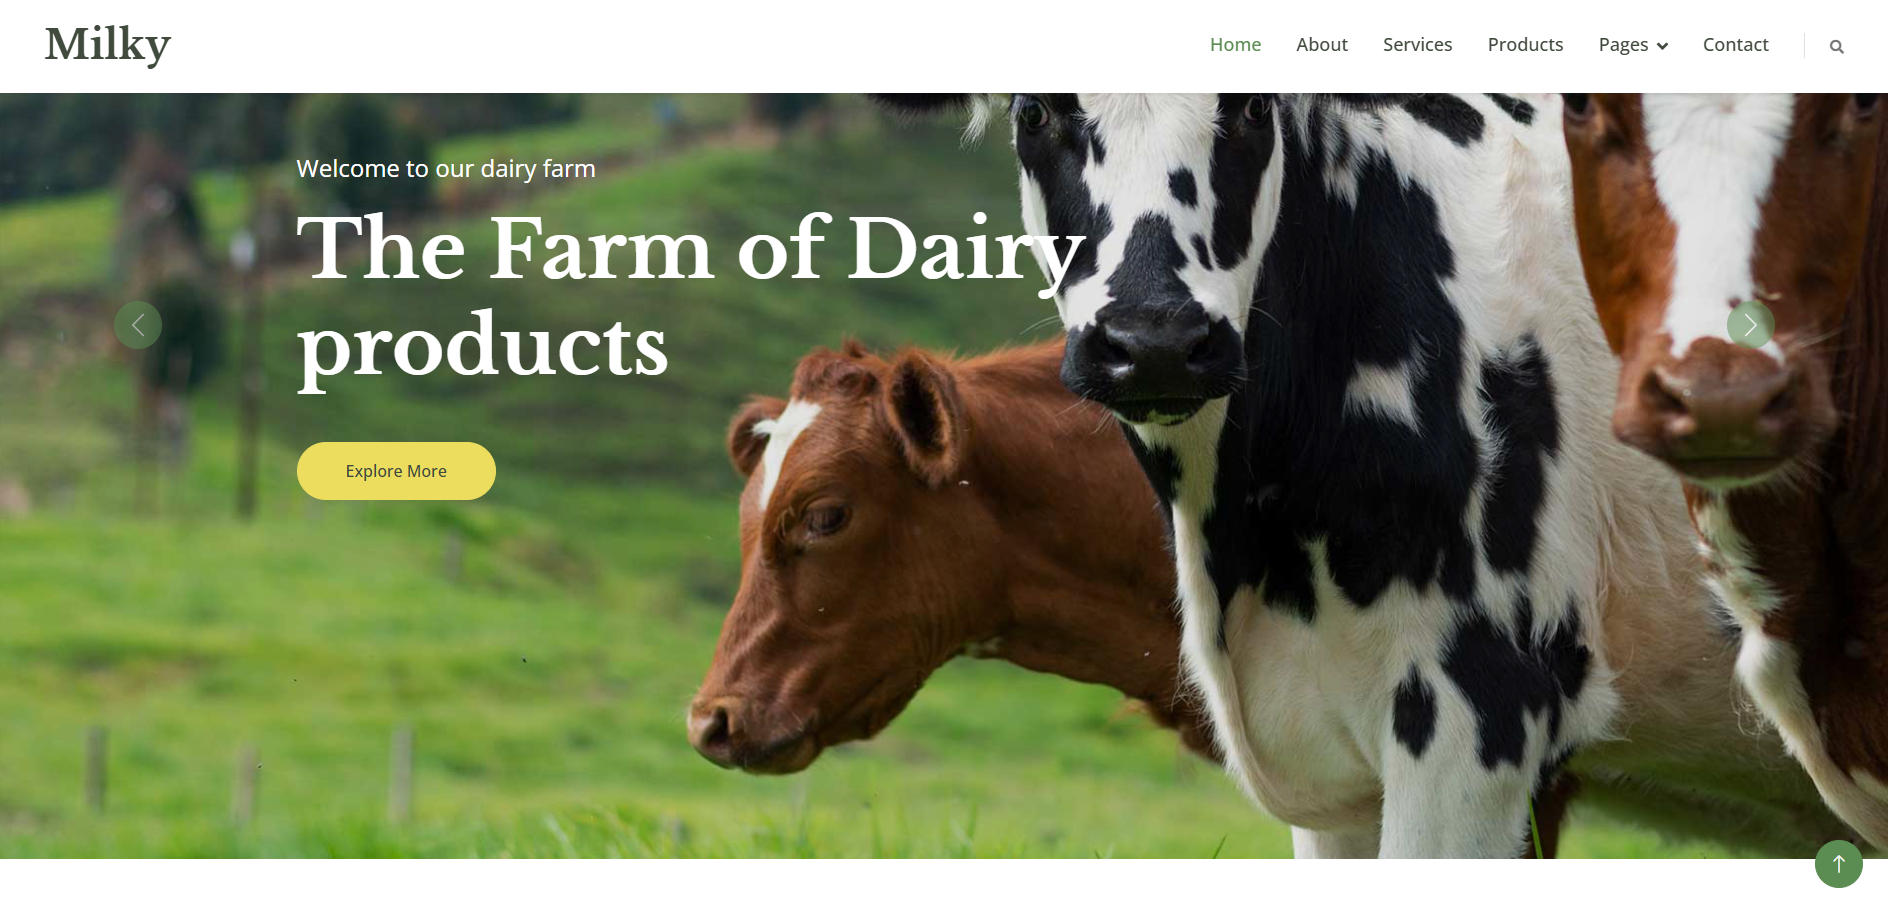 Milky
Home About Services Products Pages Contact
Welcome to our dairy farm
The Farm of Dairy
products
Explore More